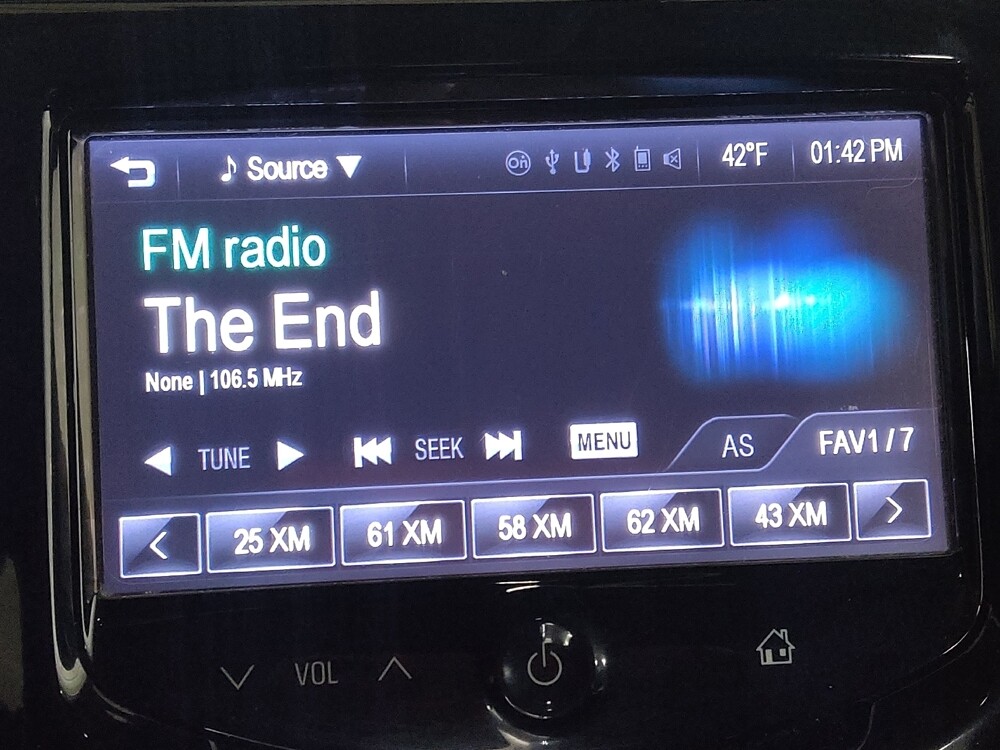 Source On 42°F 01:42 PM
FM radio
The End
None | 106.5 MHz
TUNE SEEK MENU AS FAV1 / 7
25 XM 61 XM 58 XM 62 XM 43 XM
VOL